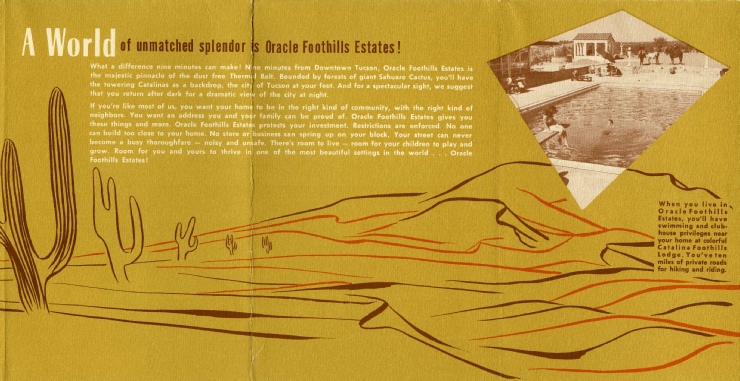 A World of unmatched splendor is Oracle Foothills Estates!
What a difference nine minutes can make! Nine minutes from Downtown Tucson, Oracle Foothills Estates is
the majestic pinnacle of the dust free Thermal Belt. Bounded by forests of giant Sahuaro Cactus, you'll have
the towering Catalinas as a backdrop, the city of Tucson at your feet. And for a spectacular sight, we suggest
that you return after dark for a dramatic view of the city at night.
If you're like most of us, you want your home to be in the right kind of community, with the right kind of
neighbors. You want an address you and your family can be proud of. Oracle Foothills Estates gives you
these things and more. Oracle Foothills Estates protects your investment. Restrictions are enforced. No one
can build too close to your home. No store or business can spring up on your block. Your street can never
become a busy thoroughfare — noisy and unsafe. There's room to live — room for your children to play and
grow. Room for you and yours to thrive in one of the most beautiful settings in the world . . . Oracle
Foothills Estates!
When you live in
Oracle Foothills
Estates, you'll have
swimming and club-
house privileges near
your home at colorful
Catalina Foothills
Lodge. You've ten
miles of private roads
for hiking and riding.